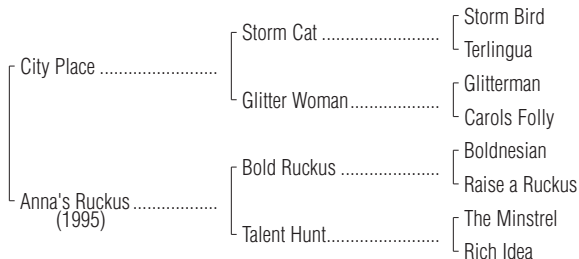 Storm Bird
Storm Cat ........................
Terlingua
City Place ........................
Glitterman
Glitter Woman..................
Carols Folly
Boldnesian
Bold Ruckus ....................
Raise a Ruckus
Anna's Ruckus .................
(1995)
The Minstrel
Talent Hunt.......................
Rich Idea